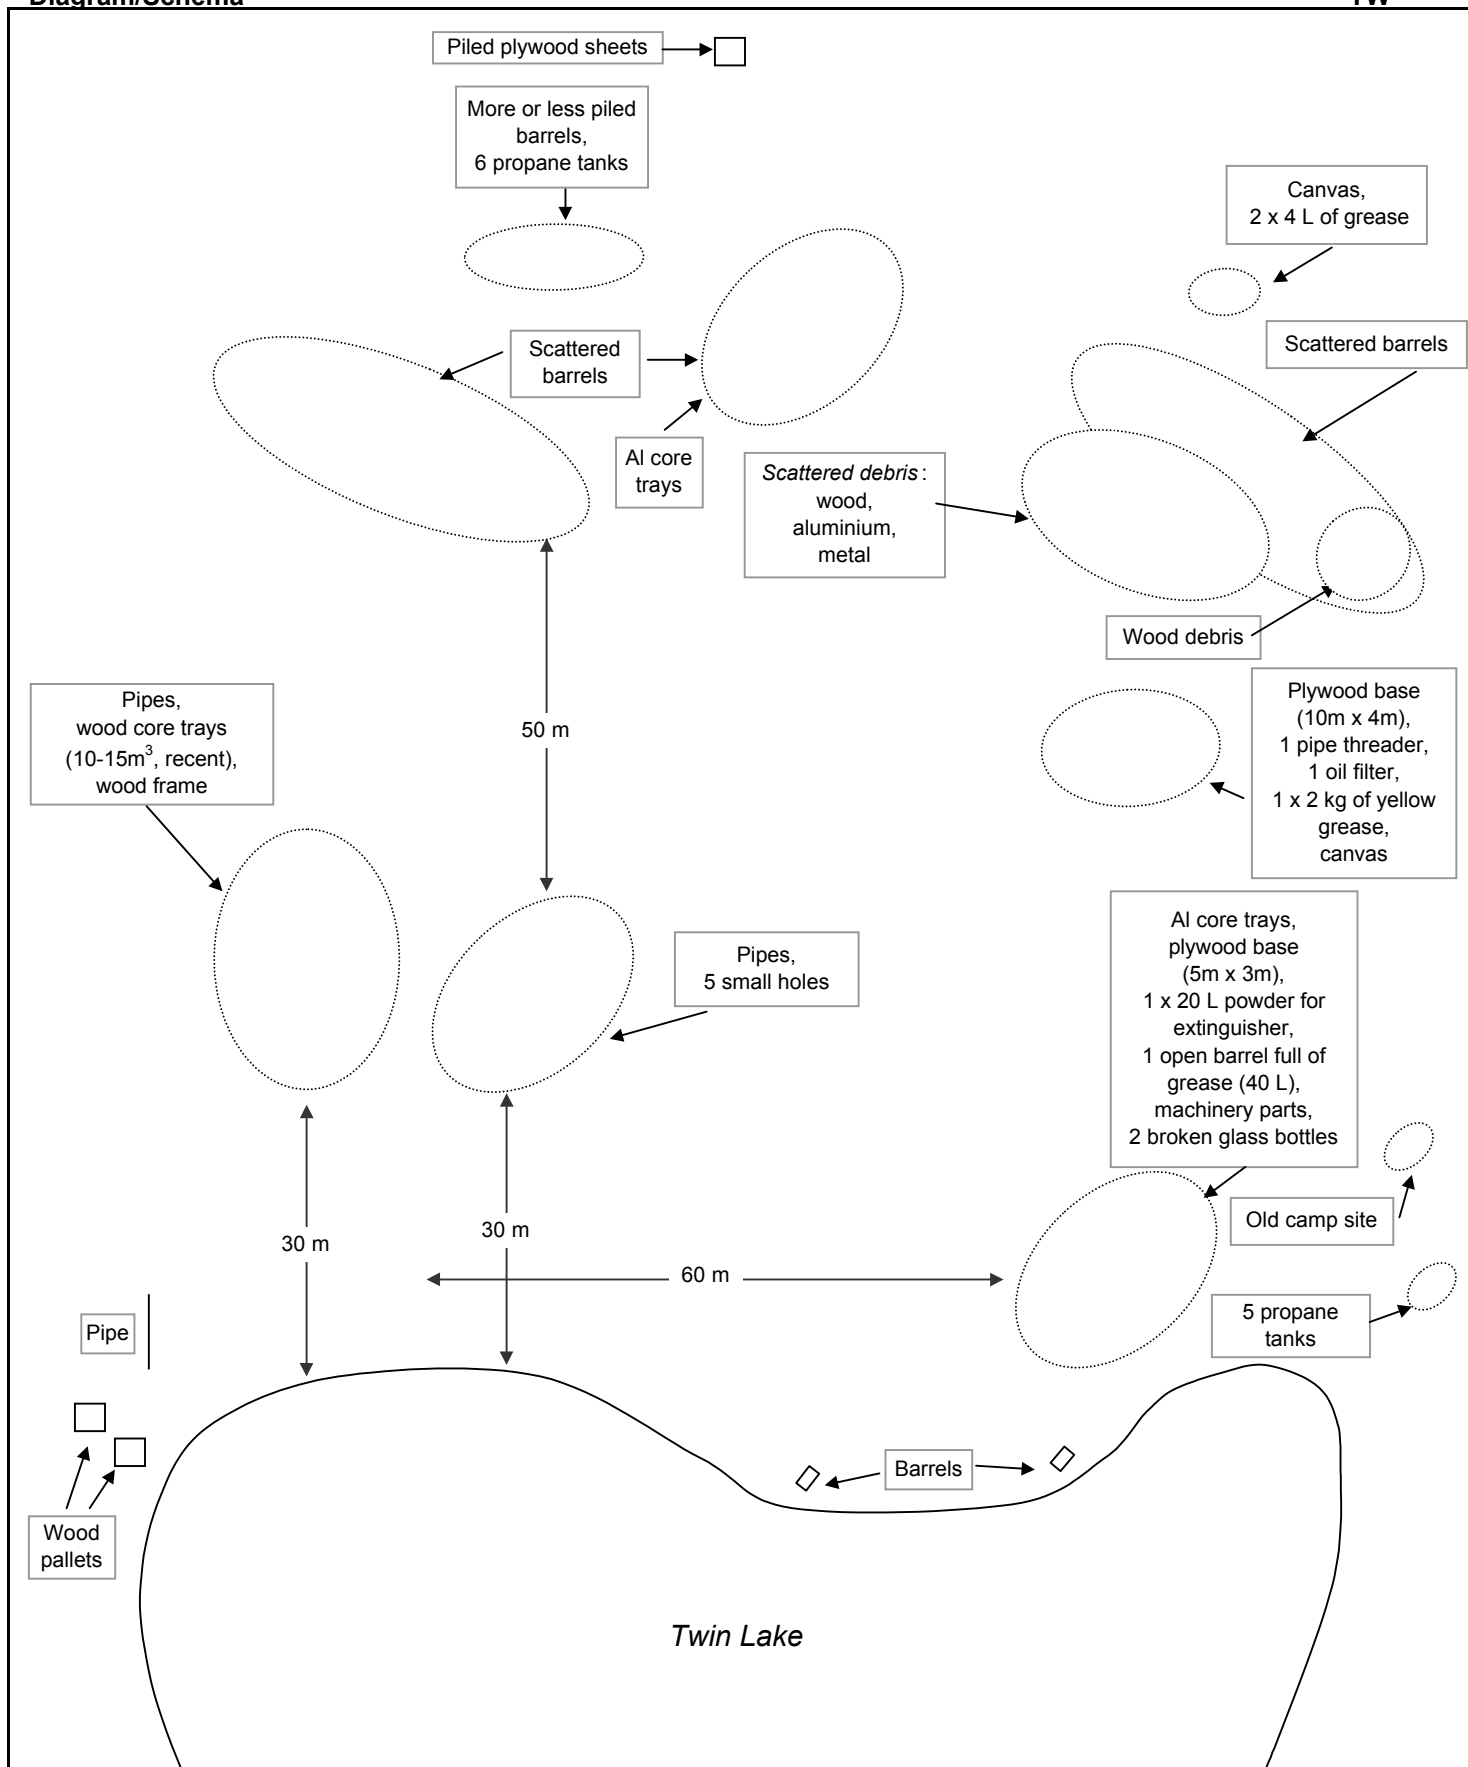 Diagram/Schema
TW
Piled plywood sheets
More or less piled
barrels,
6 propane tanks
Canvas,
2 x 4 L of grease
Scattered
barrels
Scattered barrels
Al core
trays
Scattered debris:
wood,
aluminium,
metal
Wood debris
Pipes,
wood core trays
(10-15m³, recent),
wood frame
50 m
Plywood base
(10m x 4m),
1 pipe threader,
1 oil filter,
1 x 2 kg of yellow
grease,
canvas
Pipes,
5 small holes
Al core trays,
plywood base
(5m x 3m),
1 x 20 L powder for
extinguisher,
1 open barrel full of
grease (40 L),
machinery parts,
2 broken glass bottles
Old camp site
30 m
30 m
60 m
5 propane
tanks
Pipe
Barrels
Wood
pallets
Twin Lake